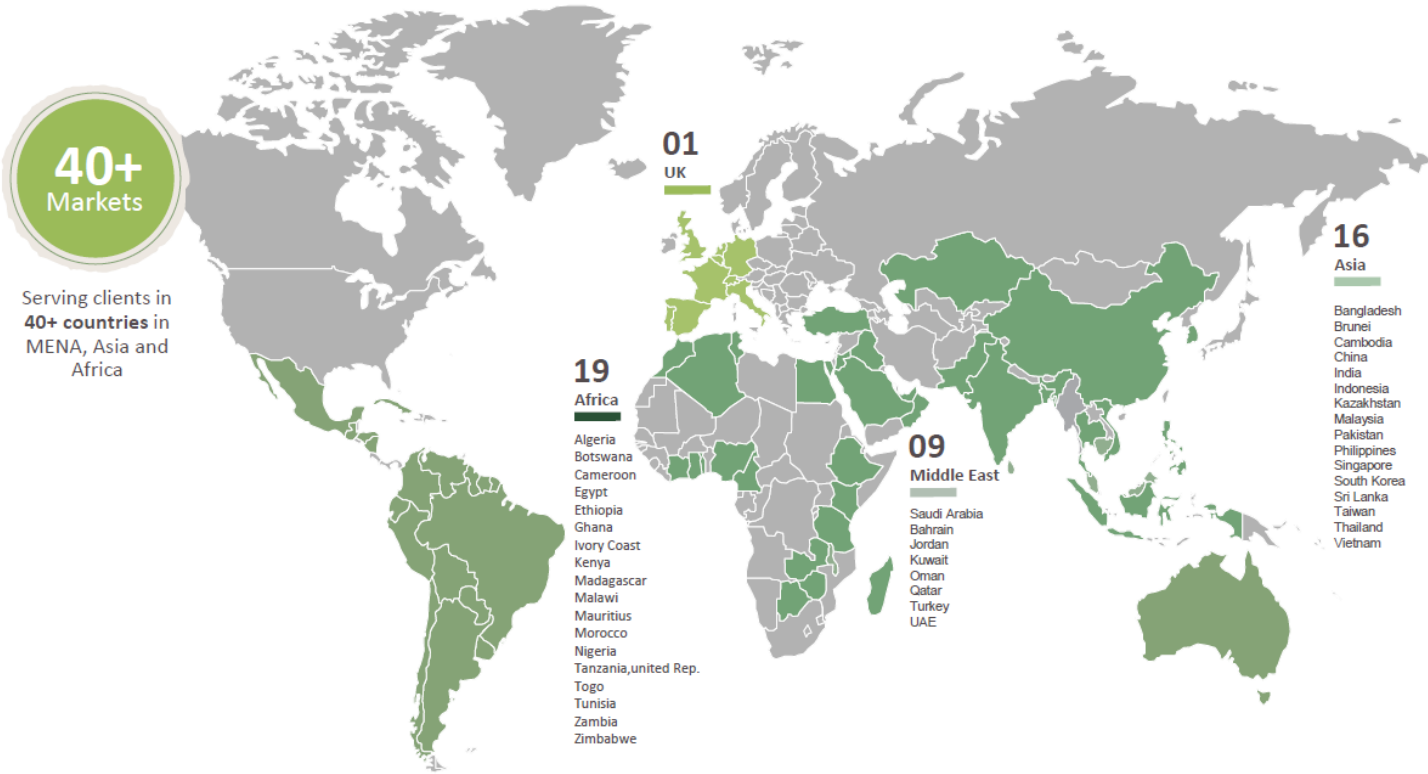 40+
Markets
Serving clients in
40+ countries in
MENA, Asia and
Africa
01
UK
19
Africa
Algeria
Botswana
Cameroon
Egypt
Ethiopia
Ghana
Ivory Coast
Kenya
Madagascar
Malawi
Mauritius
Morocco
Nigeria
Tanzania,united Rep.
Togo
Tunisia
Zambia
Zimbabwe
09
Middle East
Saudi Arabia
Bahrain
Jordan
Kuwait
Oman
Qatar
Turkey
UAE
16
Asia
Bangladesh
Brunei
Cambodia
China
India
Indonesia
Kazakhstan
Malaysia
Pakistan
Philippines
Singapore
South Korea
Sri Lanka
Taiwan
Thailand
Vietnam